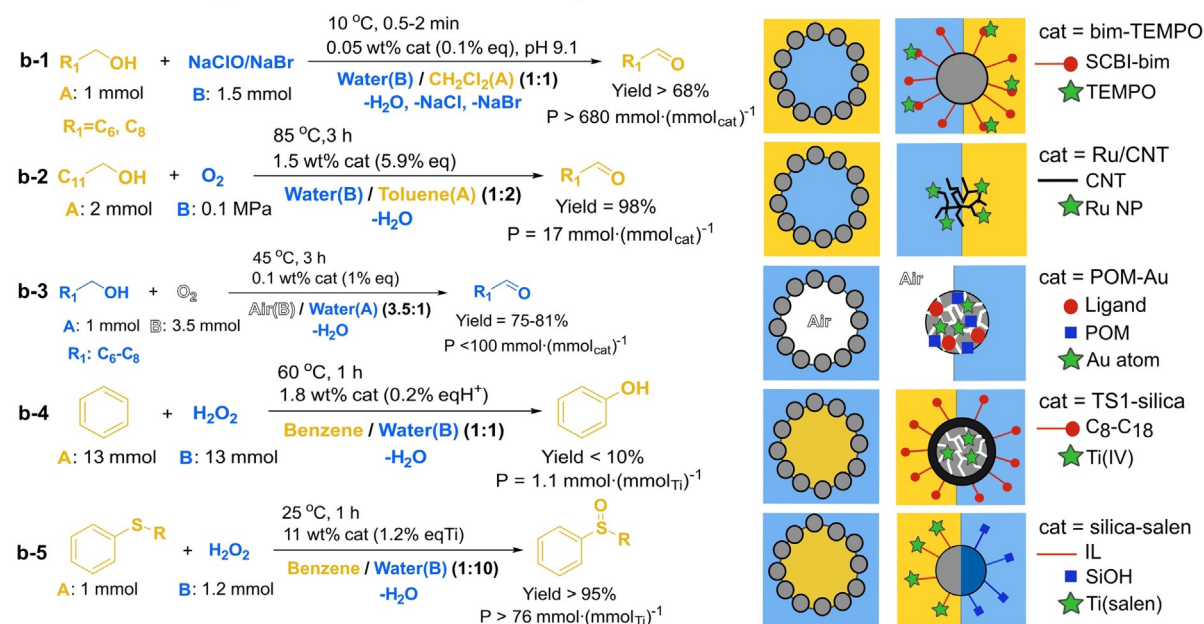 10 °C, 0.5-2 min
0.05 wt% cat (0.1% eq), pH 9.1
b-1 R₁ OH + NaClO/NaBr R₁ O
Water(B) / CH₂Cl₂(A) (1:1)
-H₂O, -NaCl, -NaBr
A: 1 mmol B: 1.5 mmol
Yield > 68%
R₁=C₆, C₈
P > 680 mmol·(mmol_cat)⁻¹
cat = bim-TEMPO
SCBI-bim
TEMPO
85 °C,3 h
1.5 wt% cat (5.9% eq)
b-2 C₁₁ OH + O₂ R₁ O
Water(B) / Toluene(A) (1:2)
-H₂O
A: 2 mmol B: 0.1 MPa
Yield = 98%
P = 17 mmol·(mmol_cat)⁻¹
cat = Ru/CNT
CNT
Ru NP
45 °C, 3 h
0.1 wt% cat (1% eq)
b-3 R₁ OH + O₂ R₁ O
Air(B) / Water(A) (3.5:1)
-H₂O
A: 1 mmol B: 3.5 mmol
Yield = 75-81%
R₁: C₆-C₈
P <100 mmol·(mmol_cat)⁻¹
Air
Air
cat = POM-Au
Ligand
POM
Au atom
60 °C, 1 h
1.8 wt% cat (0.2% eqH⁺)
b-4 + H₂O₂ OH
Benzene / Water(B) (1:1)
-H₂O
A: 13 mmol B: 13 mmol
Yield < 10%
P = 1.1 mmol·(mmol_Ti)⁻¹
cat = TS1-silica
C₈-C₁₈
Ti(IV)
25 °C, 1 h
11 wt% cat (1.2% eqTi)
b-5 S R + H₂O₂ O S R
Benzene / Water(B) (1:10)
-H₂O
A: 1 mmol B: 1.2 mmol
Yield > 95%
P > 76 mmol·(mmol_Ti)⁻¹
cat = silica-salen
IL
SiOH
Ti(salen)